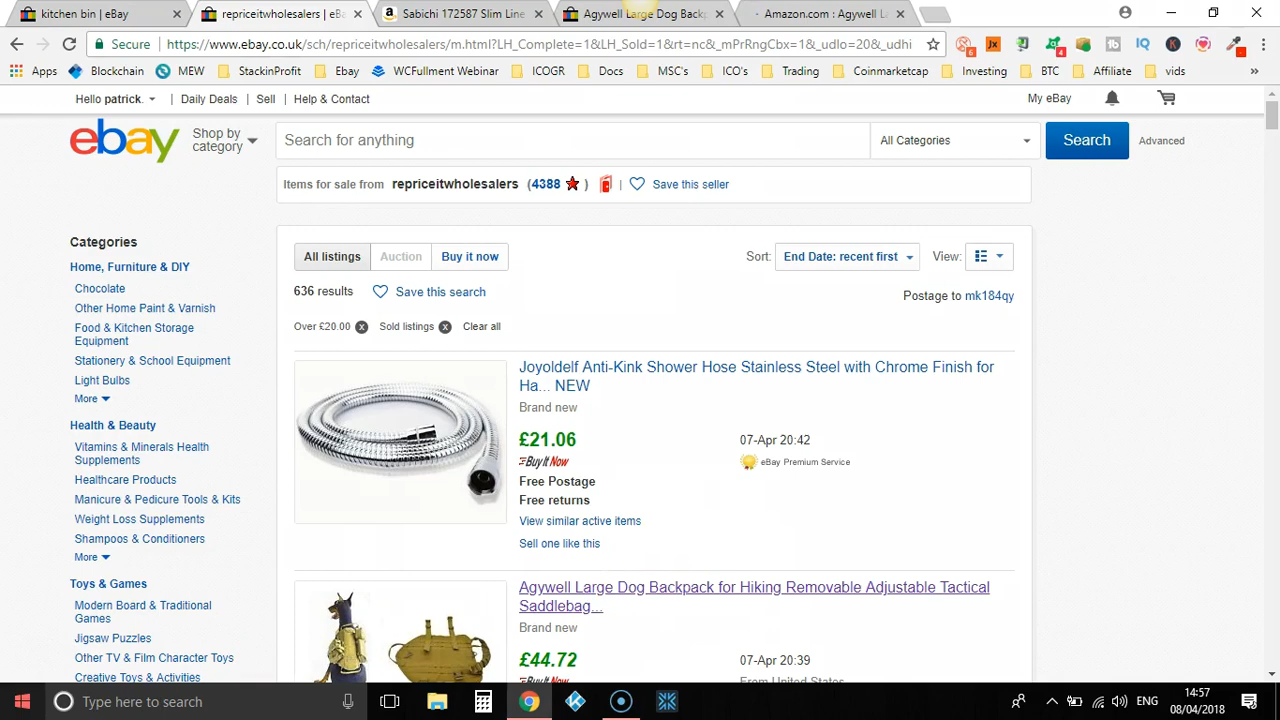 kitchen bin | eBay
repriceitwholesalers | eBa
Sabichi 172587 Slim Line
Agywell Large Dog Backp
Amazon.com : Agywell La
Secure https://www.ebay.co.uk/sch/repriceitwholesalers/m.html?LH_Complete=1&LH_Sold=1&rt=nc&_mPrRngCbx=1&_udlo=20&_udhi
Apps Blockchain MEW StackinProfit Ebay WCFullment Webinar ICOGR Docs MSC's ICO's Trading Coinmarketcap Investing BTC Affiliate vids »
Hello patrick. Daily Deals Sell Help & Contact My eBay
ebay Shop by category Search for anything All Categories Search Advanced
Items for sale from repriceitwholesalers (4388 ) | Save this seller
Categories
Home, Furniture & DIY
Chocolate
Other Home Paint & Varnish
Food & Kitchen Storage
Equipment
Stationery & School Equipment
Light Bulbs
More
Health & Beauty
Vitamins & Minerals Health
Supplements
Healthcare Products
Manicure & Pedicure Tools & Kits
Weight Loss Supplements
Shampoos & Conditioners
More
Toys & Games
Modern Board & Traditional
Games
Jigsaw Puzzles
Other TV & Film Character Toys
Creative Toys & Activities
All listings Auction Buy it now Sort: End Date: recent first View:
636 results Save this search Postage to mk184qy
Over £20.00 x Sold listings x Clear all
Joyoldelf Anti-Kink Shower Hose Stainless Steel with Chrome Finish for
Ha... NEW
Brand new
£21.06 07-Apr 20:42
Buy It Now eBay Premium Service
Free Postage
Free returns
View similar active items
Sell one like this
Agywell Large Dog Backpack for Hiking Removable Adjustable Tactical
Saddlebag...
Brand new
£44.72 07-Apr 20:39
Buy It Now From United States
Type here to search
ENG 14:57
08/04/2018